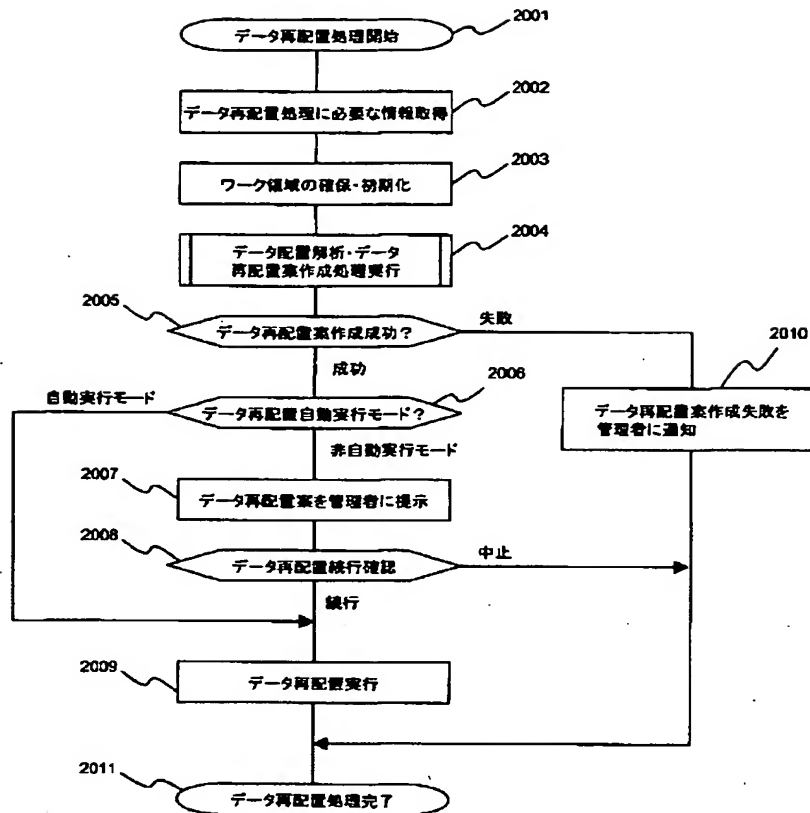 データ再配置処理開始
2001
データ再配置処理に必要な情報取得
2002
ワーク領域の確保・初期化
2003
データ配置解析・データ
再配置案作成処理実行
2004
2005
データ再配置案作成成功？
失敗
成功
2010
データ再配置案作成失敗を
管理者に通知
自動実行モード
データ再配置自動実行モード？
2006
非自動実行モード
2007
データ再配置案を管理者に提示
2008
データ再配置続行確認
中止
続行
2009
データ再配置実行
2011
データ再配置処理完了